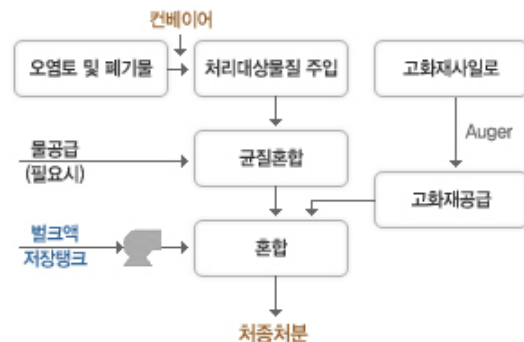 컨베이어
오염토 및 폐기물
처리대상물질 주입
고화재사일로
Auger
물공급
(필요시)
균질혼합
고화재공급
벌크액
저장탱크
혼합
처종처분